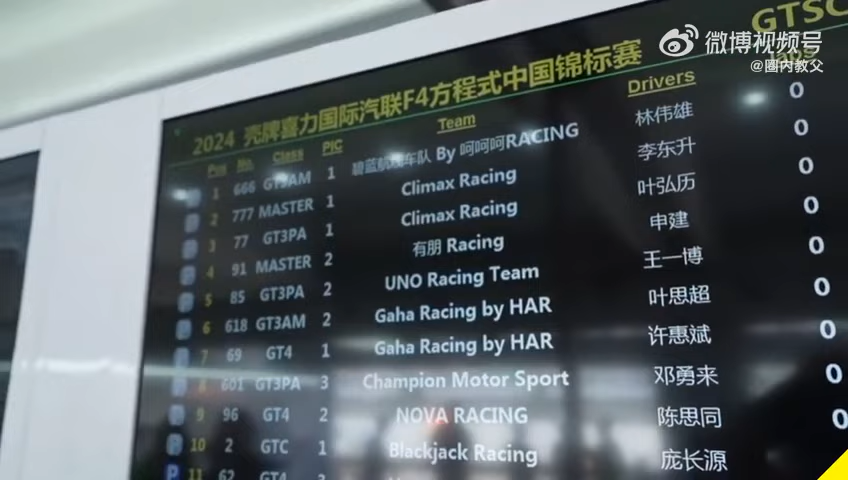 微博视频号
@圈内教父
GTSC
2024 壳牌喜力国际汽联F4方程式中国锦标赛
Pos No. Class PIC Team Drivers Laps
1 666 GT3AM 1 碧蓝航线车队 By 呵呵呵RACING 林伟雄 0
2 777 MASTER 1 Climax Racing 李东升 0
3 77 GT3PA 1 Climax Racing 叶弘历 0
4 91 MASTER 2 有朋 Racing 申建 0
5 85 GT3PA 2 UNO Racing Team 王一博 0
6 618 GT3AM 2 Gaha Racing by HAR 叶思超 0
7 69 GT4 1 Gaha Racing by HAR 许惠斌 0
8 601 GT3PA 3 Champion Motor Sport 邓勇来 0
9 96 GT4 2 NOVA RACING 陈思同 0
10 2 GTC 1 Blackjack Racing 庞长源
P 11 62 GT4